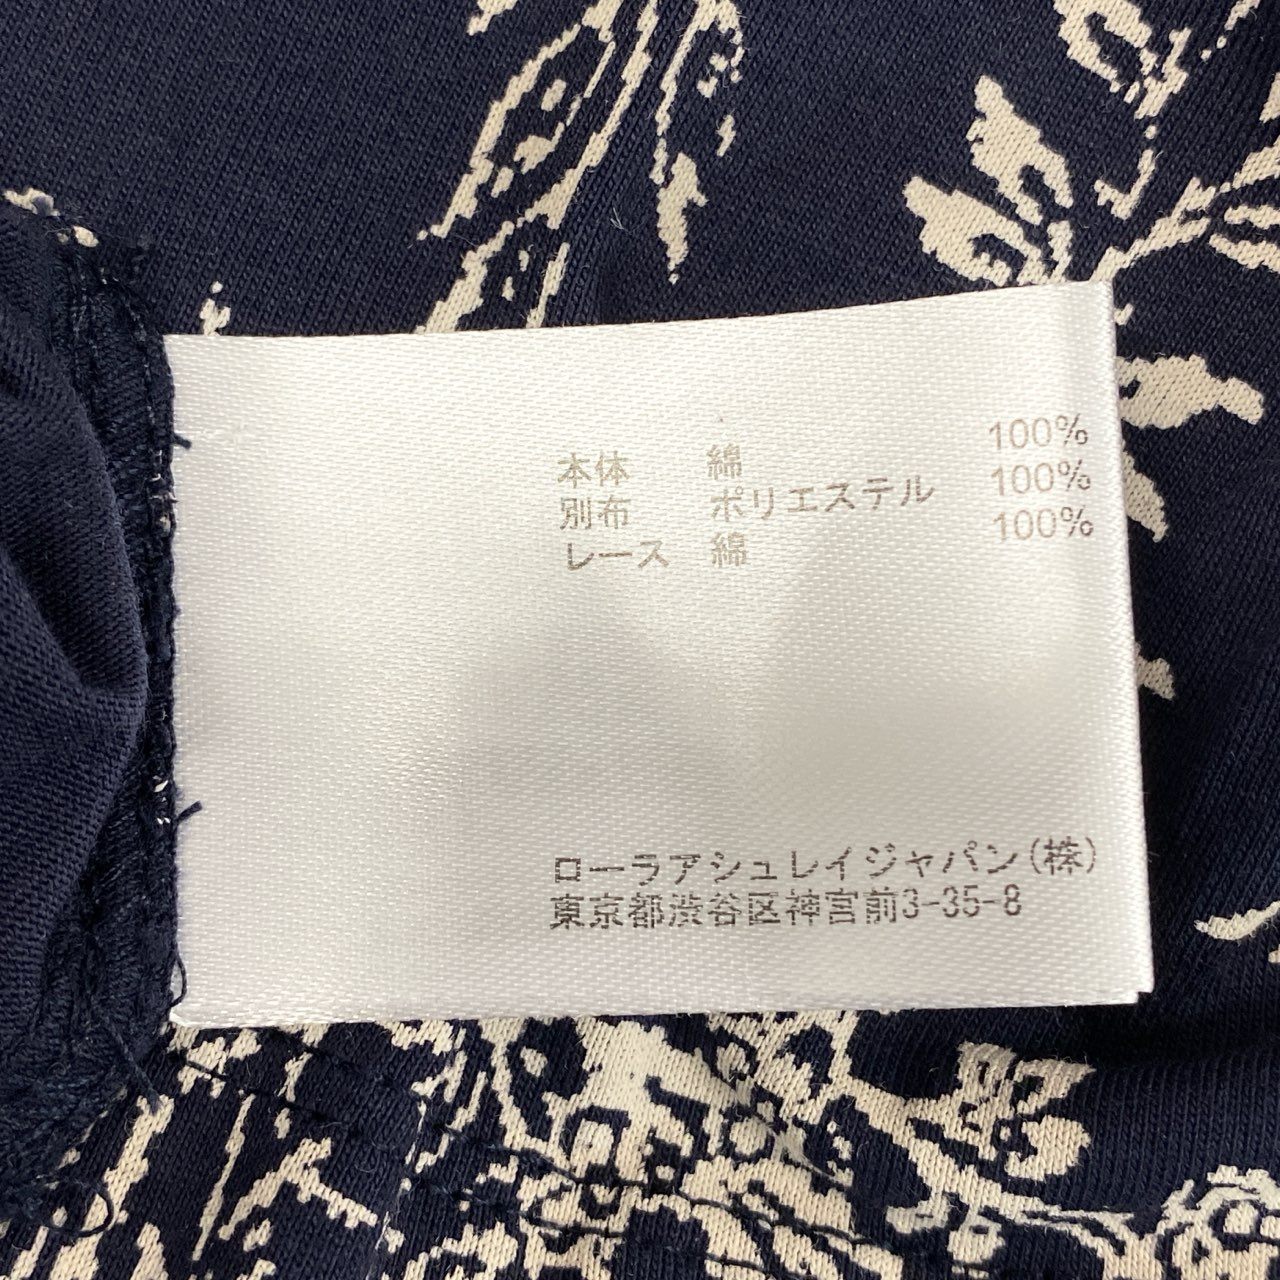 本体 綿 100%
別布 ポリエステル 100%
レース 綿 100%
ローラアシュレイジャパン(株)
東京都渋谷区神宮前3-35-8